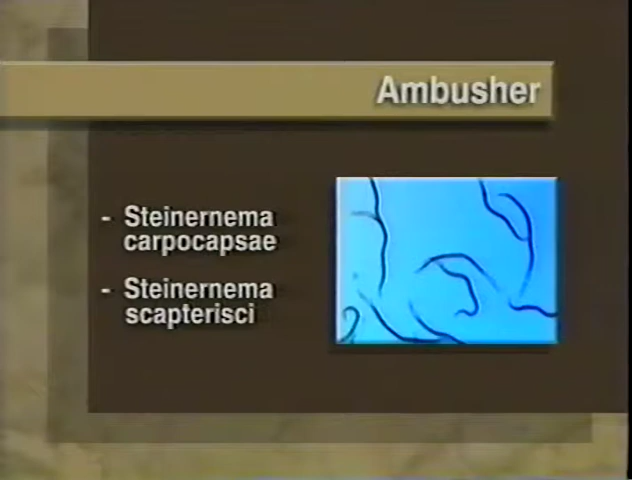 Ambusher
- Steinernema
carpocapsae
- Steinernema
scapterisci